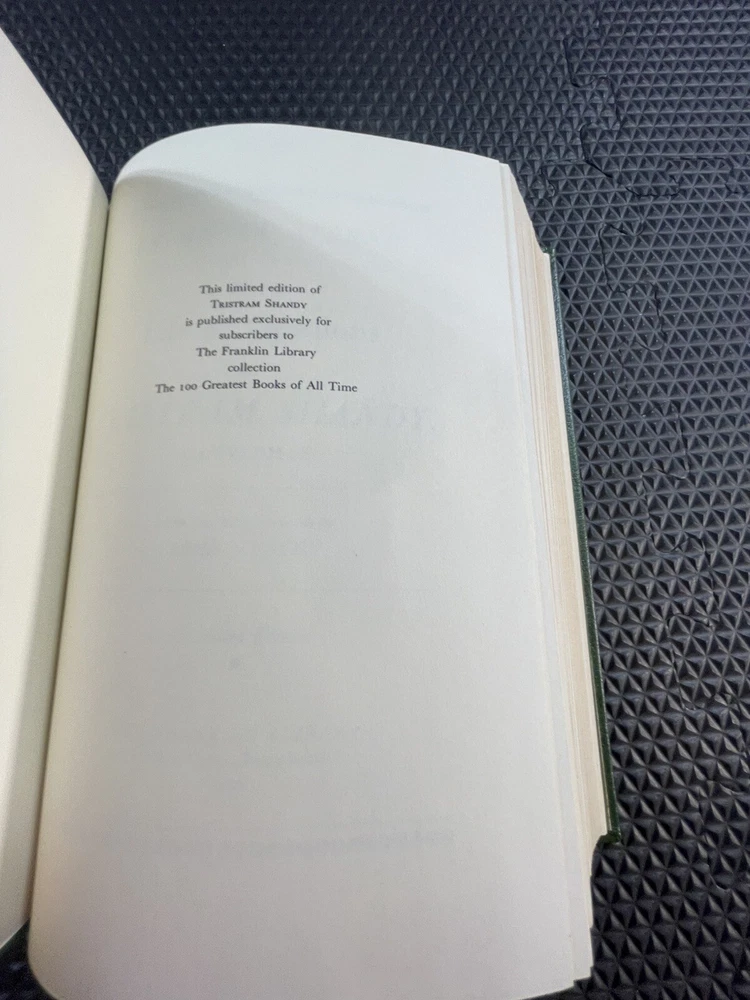 This limited edition of
TRISTRAM SHANDY
is published exclusively for
subscribers to
The Franklin Library
collection
The 100 Greatest Books of All Time